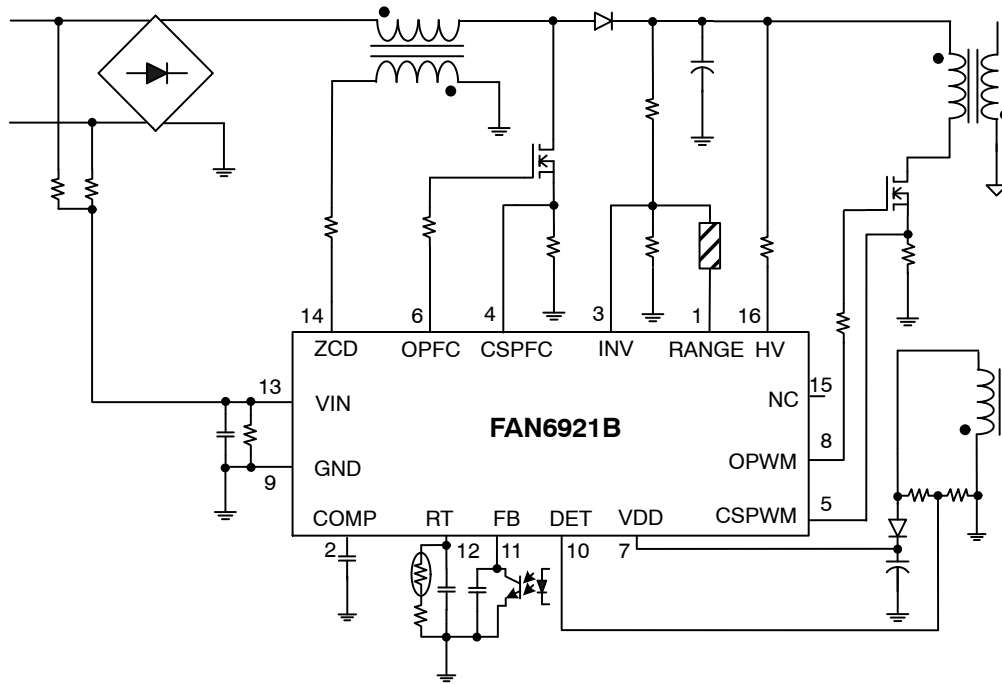 14 6 4 3 1 16
ZCD OPFC CSPFC INV RANGE HV
13 VIN
NC 15
FAN6921B
8
OPWM
GND
9
5
CSPWM
COMP RT FB DET VDD
2 12 11 10 7